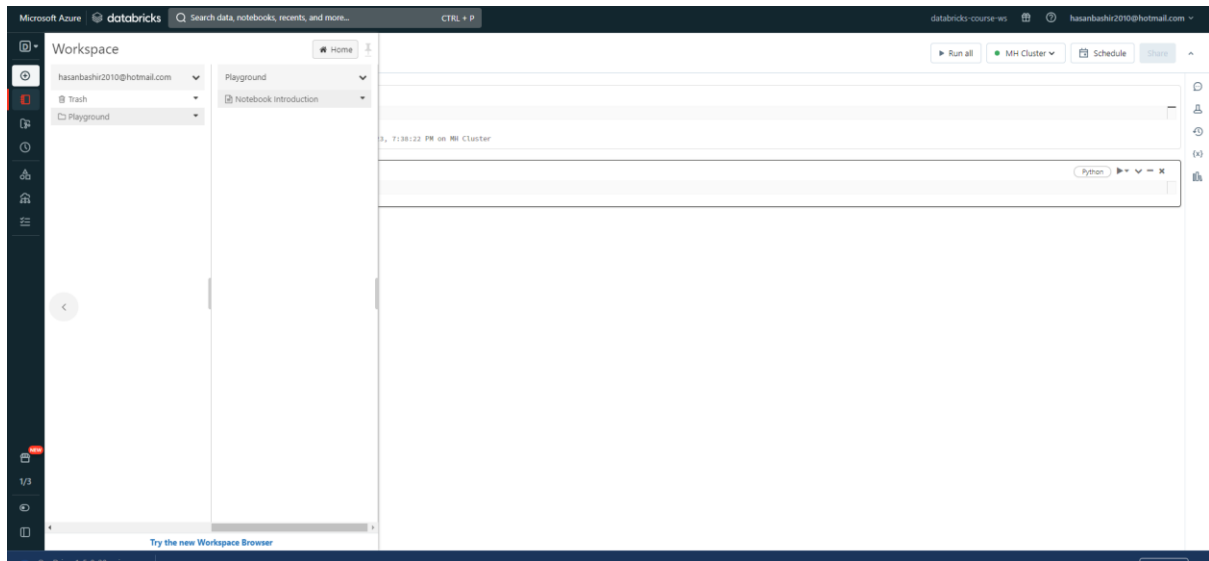 Microsoft Azure databricks Search data, notebooks, recents, and more... CTRL + P databricks-course-ws hasanbashir2010@hotmail.com
D Workspace Home Run all MH Cluster Schedule Share
hasanbashir2010@hotmail.com Playground
Trash Notebook Introduction
Playground
3, 7:36:22 PM on MH Cluster
{x}
Python
NEW
1/3
Try the new Workspace Browser